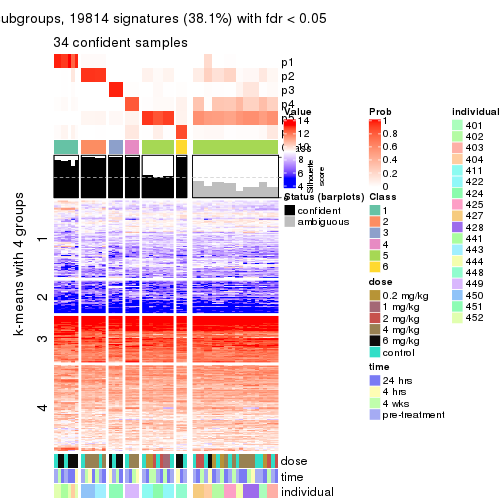 ubgroups, 19814 signatures (38.1%) with fdr < 0.05
34 confident samples
p1
p2
p3
p4
p5
k-means with 4 groups
1
2
3
4
Value
14
12
10
8
6
4
Silhouette
score
Status (barplots)
confident
ambiguous
Prob
1
0.8
0.6
0.4
0.2
0
Class
1
2
3
4
5
6
dose
0.2 mg/kg
1 mg/kg
2 mg/kg
4 mg/kg
6 mg/kg
control
time
24 hrs
4 hrs
4 wks
pre-treatment
Individual
401
402
403
404
411
422
424
425
427
428
441
443
444
448
449
450
451
452
dose
time
individual